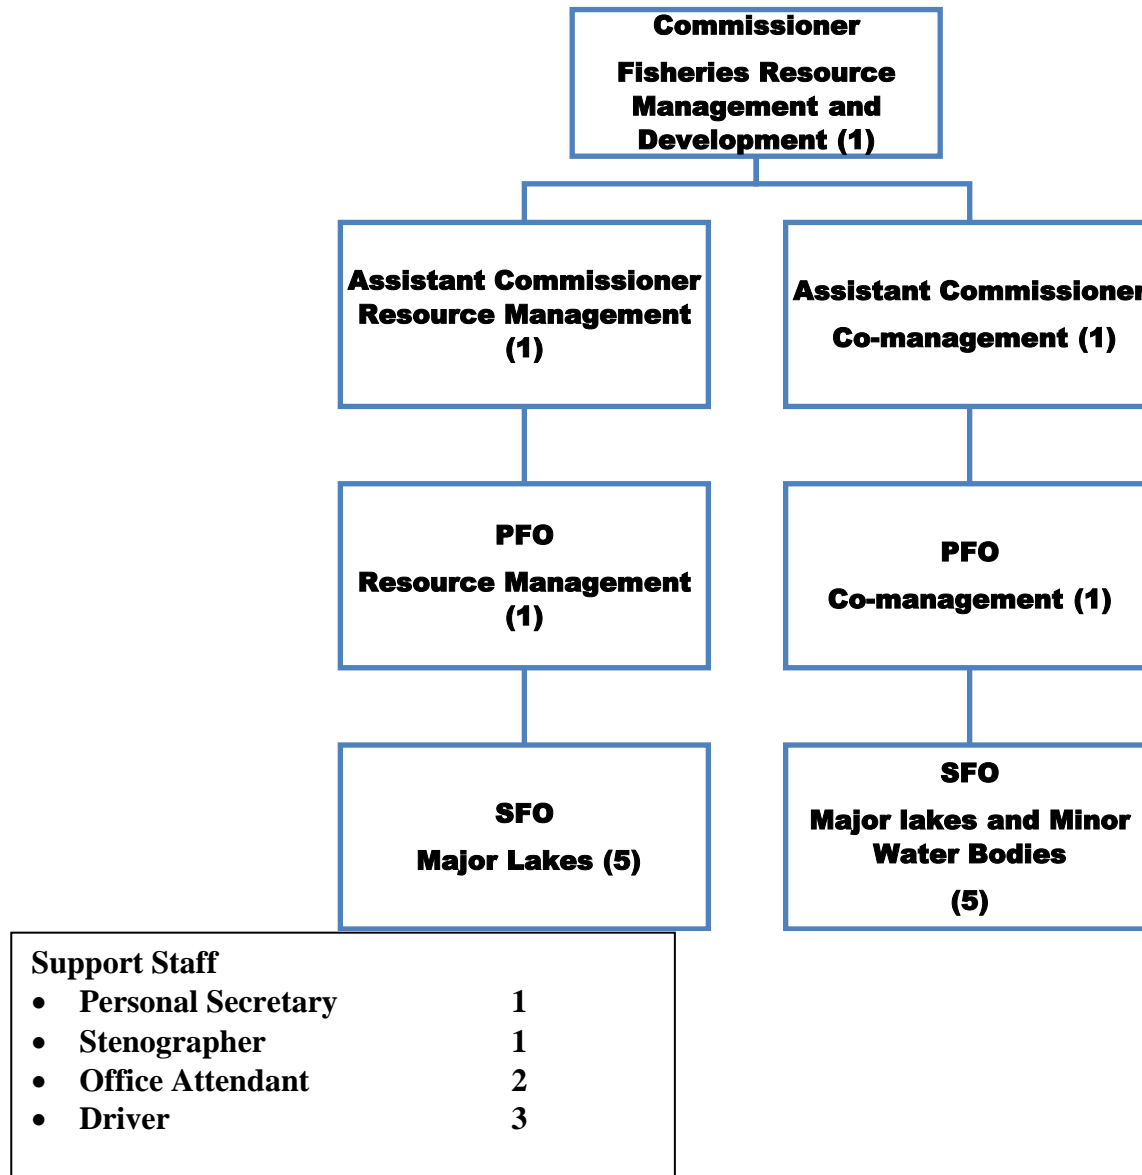 Commissioner
Fisheries Resource
Management and
Development (1)
Assistant Commissioner
Resource Management
(1)
Assistant Commissioner
Co-management (1)
PFO
Resource Management
(1)
PFO
Co-management (1)
SFO
Major Lakes (5)
SFO
Major lakes and Minor
Water Bodies
(5)
Support Staff
• Personal Secretary 1
• Stenographer 1
• Office Attendant 2
• Driver 3